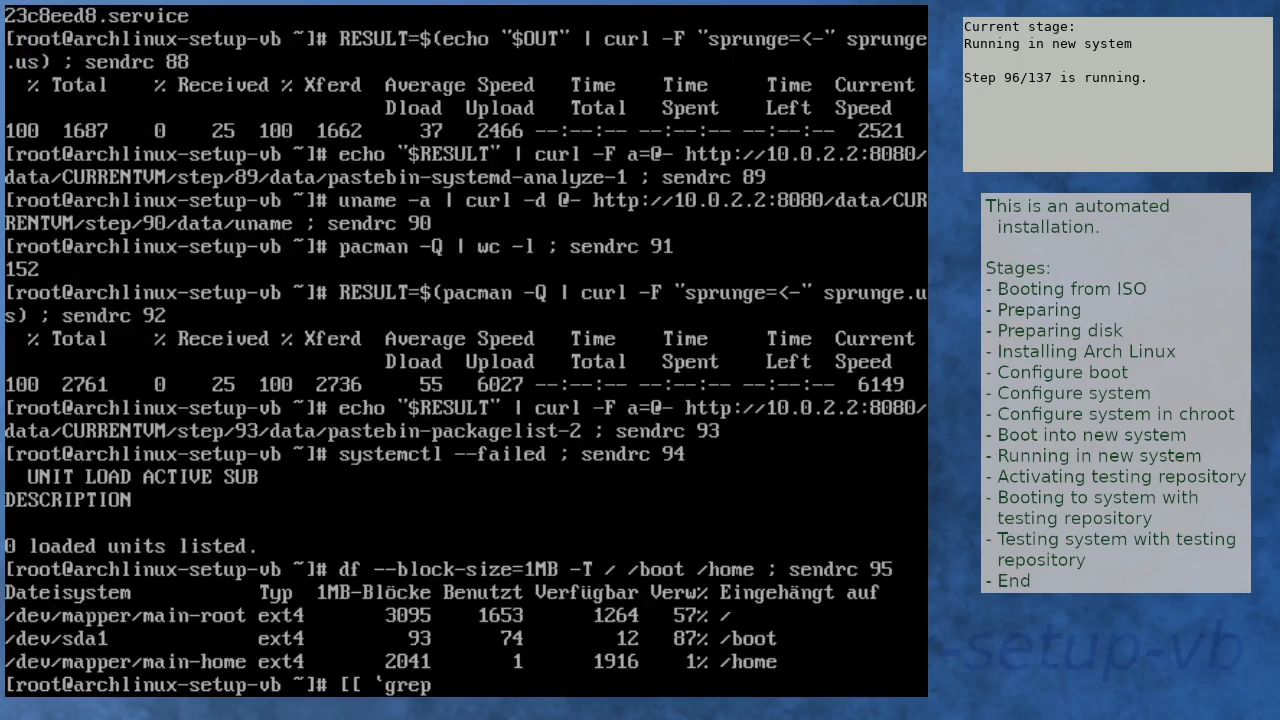 23c8eed8.service
[root@archlinux-setup-vb ~]# RESULT=$(echo "$OUT" | curl -F "sprunge=<-" sprunge
.us) ; sendrc 88
  % Total    % Received % Xferd  Average Speed   Time    Time     Time  Current
                                 Dload  Upload   Total   Spent    Left  Speed
100  1687    0    25  100  1662     37   2466 --:--:-- --:--:-- --:--:--  2521
[root@archlinux-setup-vb ~]# echo "$RESULT" | curl -F a=@- http://10.0.2.2:8080/
data/CURRENTVM/step/89/data/pastebin-systemd-analyze-1 ; sendrc 89
[root@archlinux-setup-vb ~]# uname -a | curl -d @- http://10.0.2.2:8080/data/CUR
RENTVM/step/90/data/uname ; sendrc 90
[root@archlinux-setup-vb ~]# pacman -Q | wc -l ; sendrc 91
152
[root@archlinux-setup-vb ~]# RESULT=$(pacman -Q | curl -F "sprunge=<-" sprunge.u
s) ; sendrc 92
  % Total    % Received % Xferd  Average Speed   Time    Time     Time  Current
                                 Dload  Upload   Total   Spent    Left  Speed
100  2761    0    25  100  2736     55   6027 --:--:-- --:--:-- --:--:--  6149
[root@archlinux-setup-vb ~]# echo "$RESULT" | curl -F a=@- http://10.0.2.2:8080/
data/CURRENTVM/step/93/data/pastebin-packagelist-2 ; sendrc 93
[root@archlinux-setup-vb ~]# systemctl --failed ; sendrc 94
  UNIT LOAD ACTIVE SUB
DESCRIPTION
0 loaded units listed.
[root@archlinux-setup-vb ~]# df --block-size=1MB -T / /boot /home ; sendrc 95
Dateisystem           Typ  1MB-Blöcke Benutzt Verfügbar Verw% Eingehängt auf
/dev/mapper/main-root ext4       3095    1653      1264   57% /
/dev/sda1             ext4         93      74        12   87% /boot
/dev/mapper/main-home ext4       2041       1      1916    1% /home
[root@archlinux-setup-vb ~]# [[ `grep
Current stage:
Running in new system
Step 96/137 is running.
This is an automated
installation.
Stages:
- Booting from ISO
- Preparing
- Preparing disk
- Installing Arch Linux
- Configure boot
- Configure system
- Configure system in chroot
- Boot into new system
- Running in new system
- Activating testing repository
- Booting to system with
testing repository
- Testing system with testing
repository
- End
-setup-vb